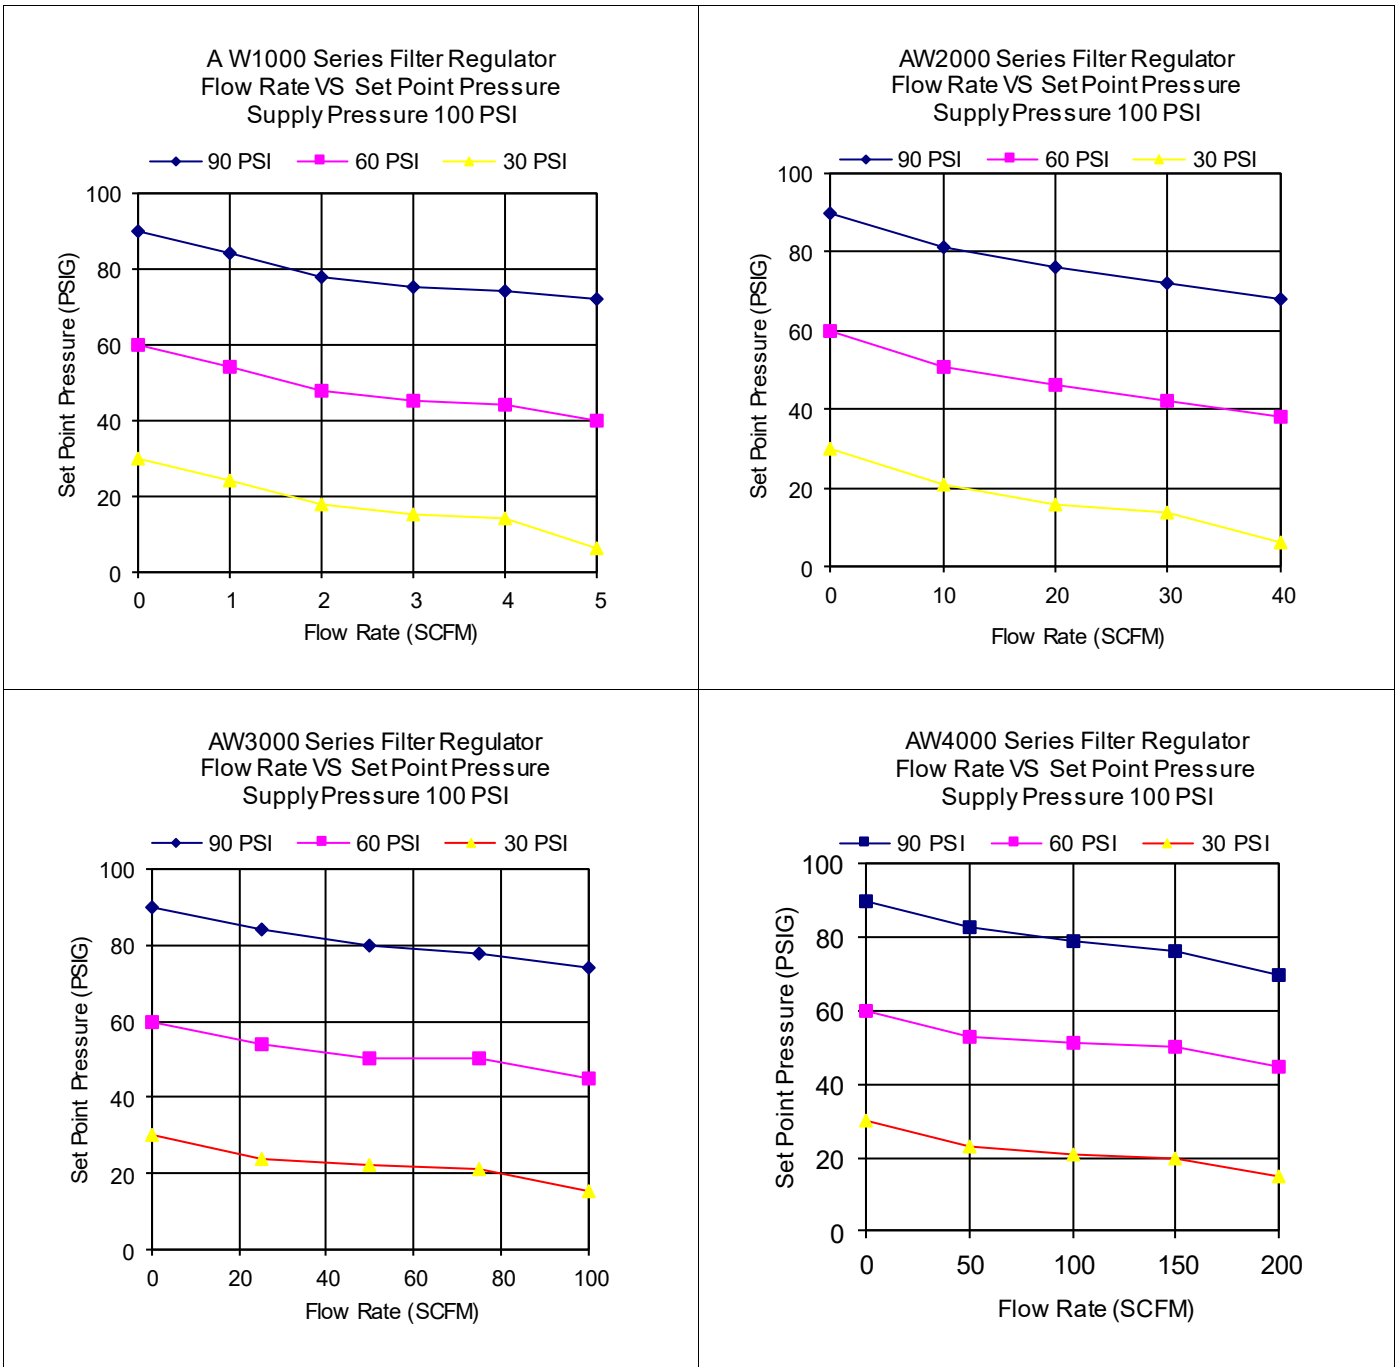 A W1000 Series Filter Regulator
Flow Rate VS Set Point Pressure
Supply Pressure 100 PSI
90 PSI 60 PSI 30 PSI
100
80
60
40
20
0
Set Point Pressure (PSIG)
0 1 2 3 4 5
Flow Rate (SCFM)
AW2000 Series Filter Regulator
Flow Rate VS Set Point Pressure
Supply Pressure 100 PSI
90 PSI 60 PSI 30 PSI
100
80
60
40
20
0
Set Point Pressure (PSIG)
0 10 20 30 40
Flow Rate (SCFM)
AW3000 Series Filter Regulator
Flow Rate VS Set Point Pressure
Supply Pressure 100 PSI
90 PSI 60 PSI 30 PSI
100
80
60
40
20
0
Set Point Pressure (PSIG)
0 20 40 60 80 100
Flow Rate (SCFM)
AW4000 Series Filter Regulator
Flow Rate VS Set Point Pressure
Supply Pressure 100 PSI
90 PSI 60 PSI 30 PSI
100
80
60
40
20
0
Set Point Pressure (PSIG)
0 50 100 150 200
Flow Rate (SCFM)